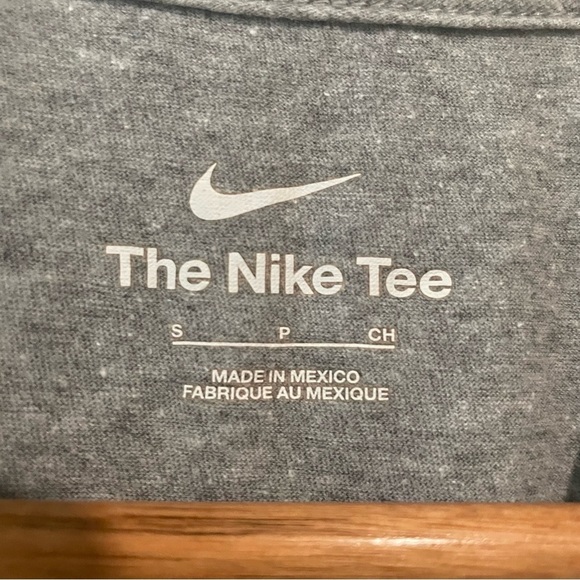 The Nike Tee
S P CH
MADE IN MEXICO
FABRIQUE AU MEXIQUE